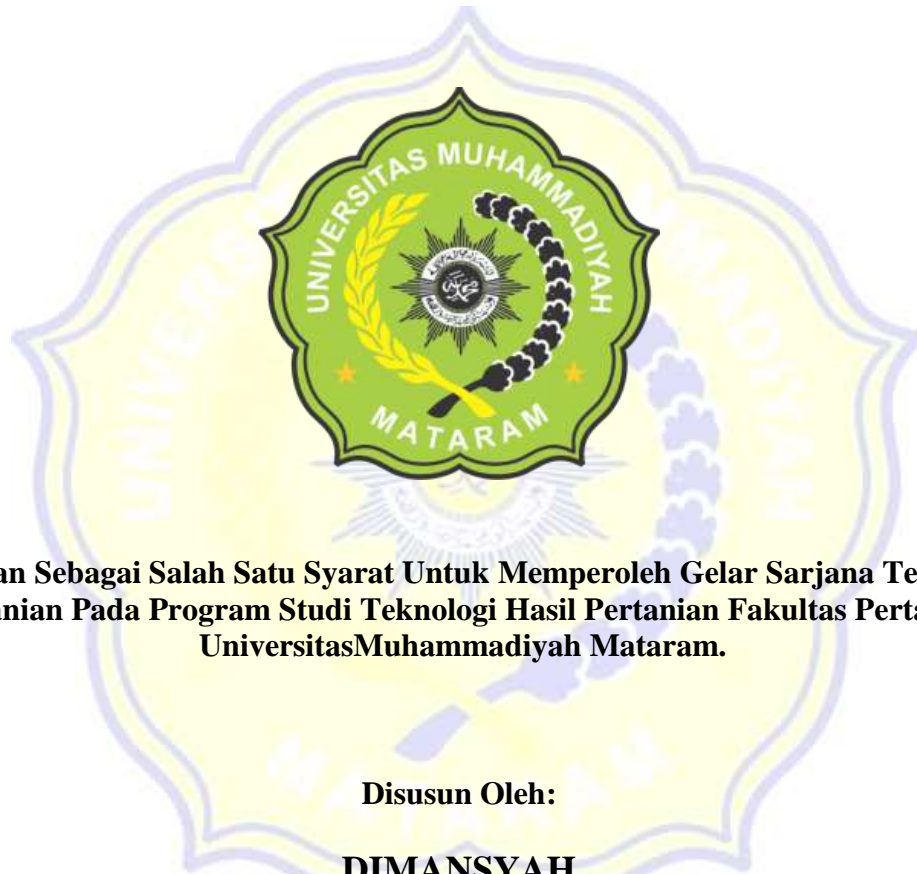 UNIVERSITAS MUHAMMADIYAH
MATARAM
an Sebagai Salah Satu Syarat Untuk Memperoleh Gelar Sarjana Te
anian Pada Program Studi Teknologi Hasil Pertanian Fakultas Perta
UniversitasMuhammadiyah Mataram.
Disusun Oleh:
DIMANSYAH